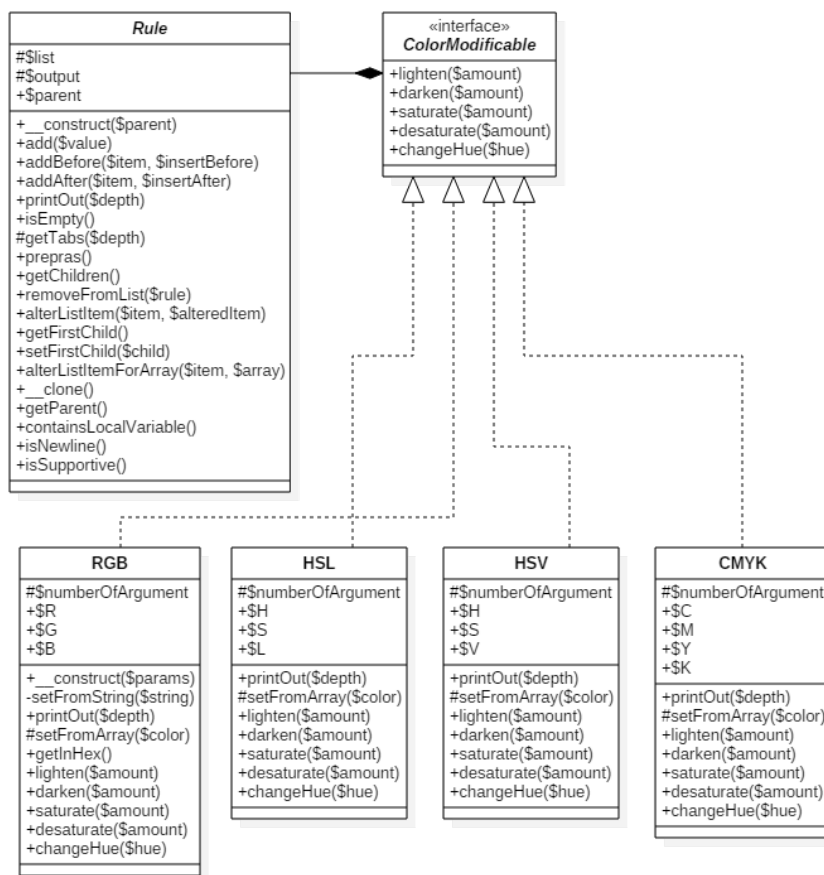 Rule
#$list
#$output
+$parent
+__construct($parent)
+add($value)
+addBefore($item, $insertBefore)
+addAfter($item, $insertAfter)
+printOut($depth)
+isEmpty()
#getTabs($depth)
+prepras()
+getChildren()
+removeFromList($rule)
+alterListItem($item, $alteredItem)
+getFirstChild()
+setFirstChild($child)
+alterListItemForArray($item, $array)
+__clone()
+getParent()
+containsLocalVariable()
+isNewline()
+isSupportive()
«interface»
ColorModificable
+lighten($amount)
+darken($amount)
+saturate($amount)
+desaturate($amount)
+changeHue($hue)
RGB
#$numberOfArgument
+$R
+$G
+$B
+__construct($params)
-setFromString($string)
+printOut($depth)
#setFromArray($color)
+getInHex()
+lighten($amount)
+darken($amount)
+saturate($amount)
+desaturate($amount)
+changeHue($hue)
HSL
#$numberOfArgument
+$H
+$S
+$L
+printOut($depth)
#setFromArray($color)
+lighten($amount)
+darken($amount)
+saturate($amount)
+desaturate($amount)
+changeHue($hue)
HSV
#$numberOfArgument
+$H
+$S
+$V
+printOut($depth)
#setFromArray($color)
+lighten($amount)
+darken($amount)
+saturate($amount)
+desaturate($amount)
+changeHue($hue)
CMYK
#$numberOfArgument
+$C
+$M
+$Y
+$K
+printOut($depth)
#setFromArray($color)
+lighten($amount)
+darken($amount)
+saturate($amount)
+desaturate($amount)
+changeHue($hue)